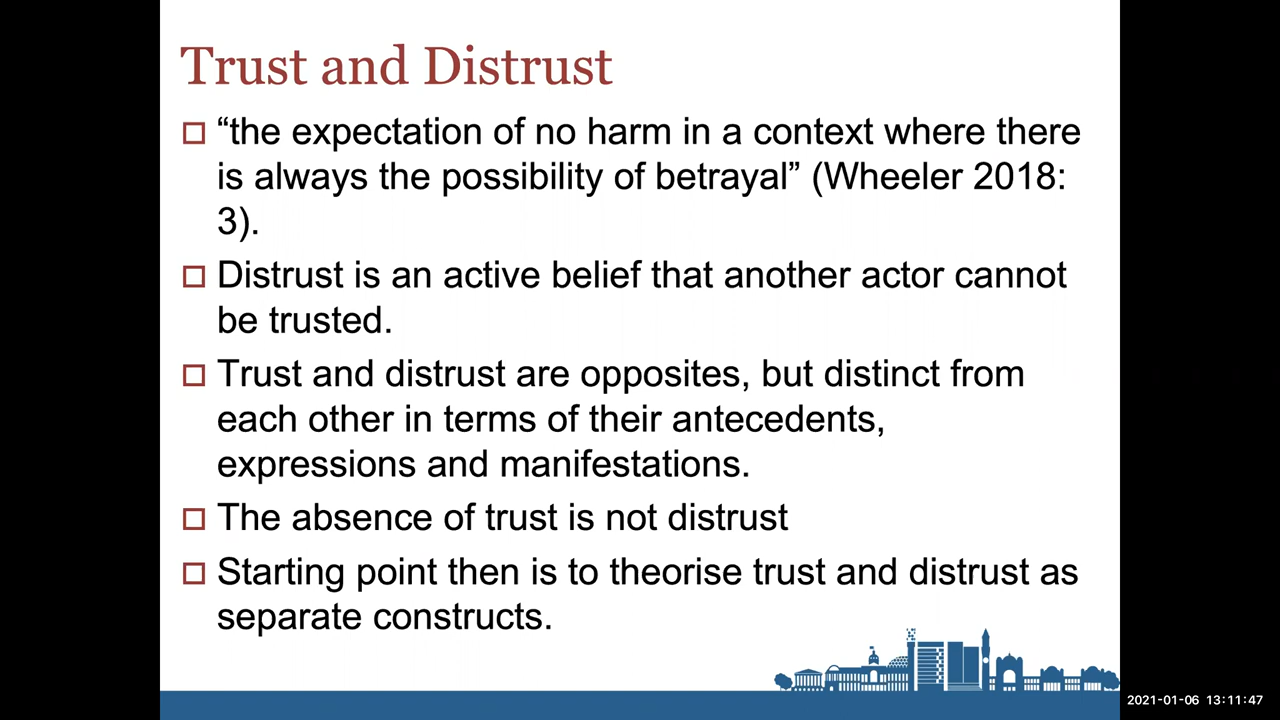 Trust and Distrust
“the expectation of no harm in a context where there
is always the possibility of betrayal” (Wheeler 2018:
3).
Distrust is an active belief that another actor cannot
be trusted.
Trust and distrust are opposites, but distinct from
each other in terms of their antecedents,
expressions and manifestations.
The absence of trust is not distrust
Starting point then is to theorise trust and distrust as
separate constructs.
2021-01-06 13:11:47